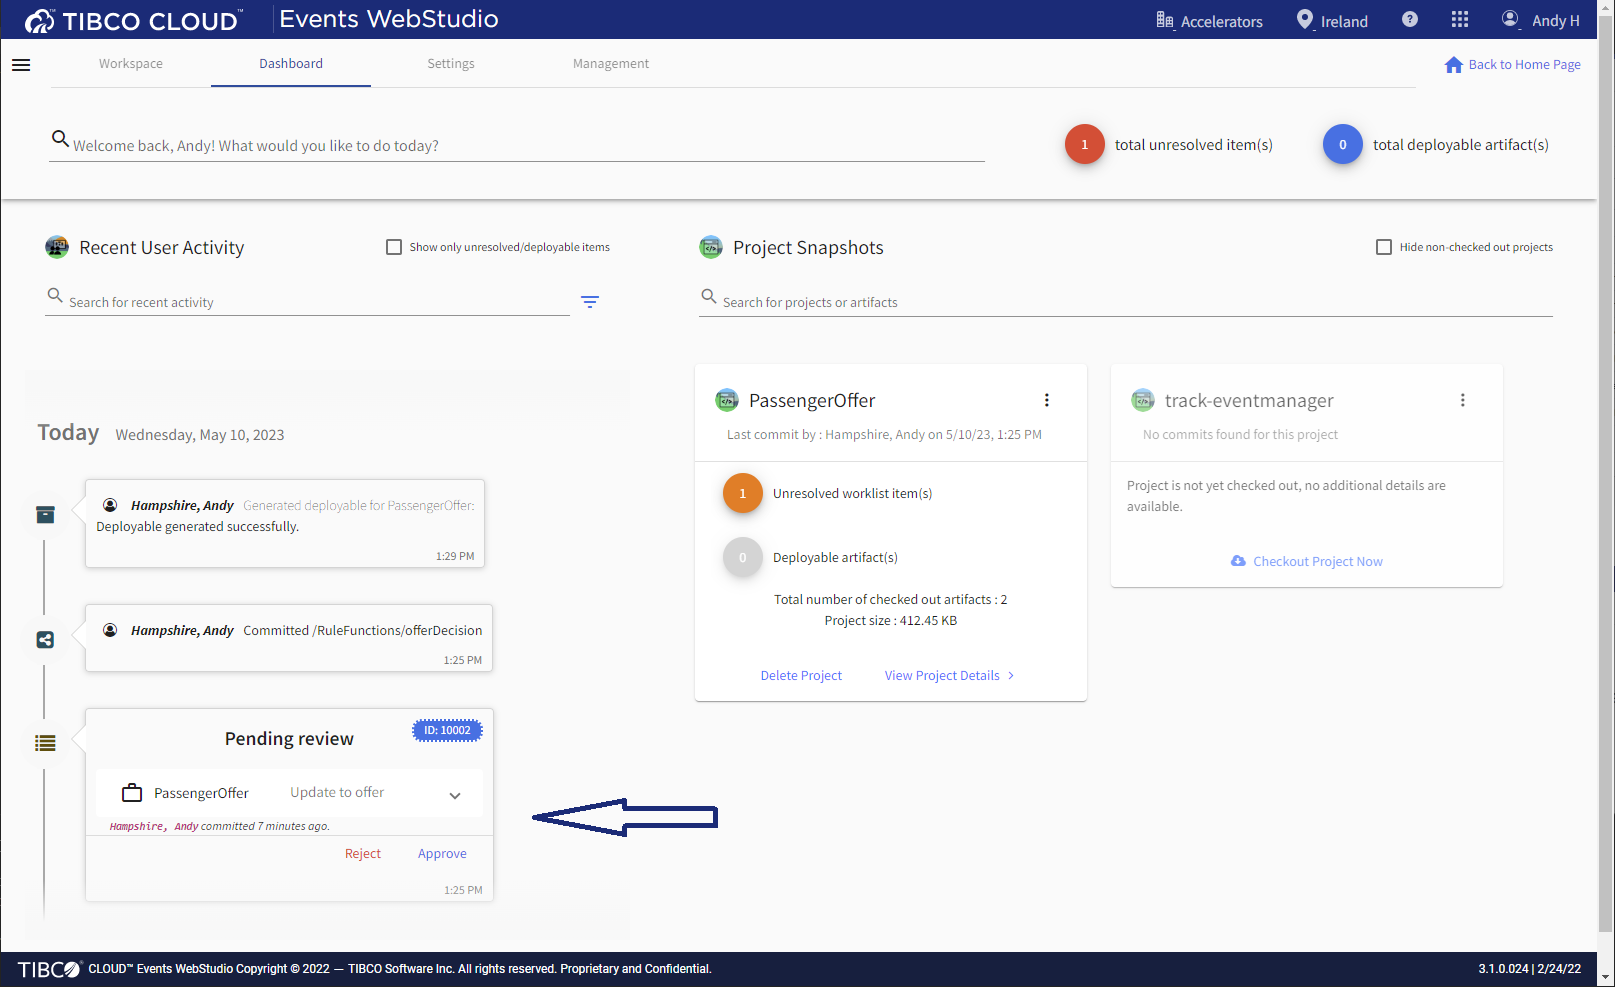 TIBCO CLOUD™ Events WebStudio
Accelerators Ireland ? Andy H
Workspace Dashboard Settings Management Back to Home Page
Welcome back, Andy! What would you like to do today?
1 total unresolved item(s) 0 total deployable artifact(s)
Recent User Activity Show only unresolved/deployable items
Search for recent activity
Project Snapshots Hide non-checked out projects
Search for projects or artifacts
Today Wednesday, May 10, 2023
Hampshire, Andy Generated deployable for PassengerOffer:
Deployable generated successfully.
1:29 PM
Hampshire, Andy Committed /RuleFunctions/offerDecision
1:25 PM
Pending review ID: 10002
PassengerOffer Update to offer
Hampshire, Andy committed 7 minutes ago.
Reject Approve
1:25 PM
PassengerOffer
Last commit by : Hampshire, Andy on 5/10/23, 1:25 PM
1 Unresolved worklist item(s)
0 Deployable artifact(s)
Total number of checked out artifacts : 2
Project size : 412.45 KB
Delete Project View Project Details
track-eventmanager
No commits found for this project
Project is not yet checked out, no additional details are
available.
Checkout Project Now
TIBCO CLOUD™ Events WebStudio Copyright © 2022 — TIBCO Software Inc. All rights reserved. Proprietary and Confidential.
3.1.0.024 | 2/24/22